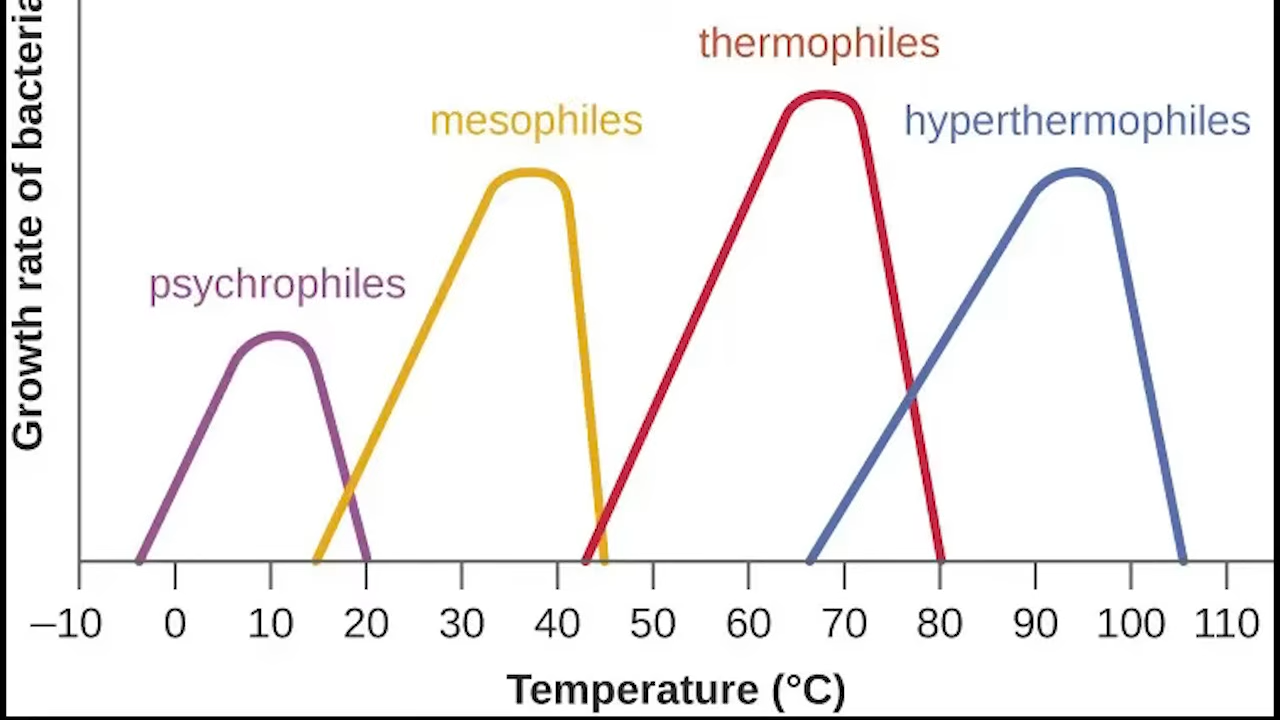 thermophiles
mesophiles
hyperthermophiles
psychrophiles
Growth rate of bacteria
–10 0 10 20 30 40 50 60 70 80 90 100 110
Temperature (°C)